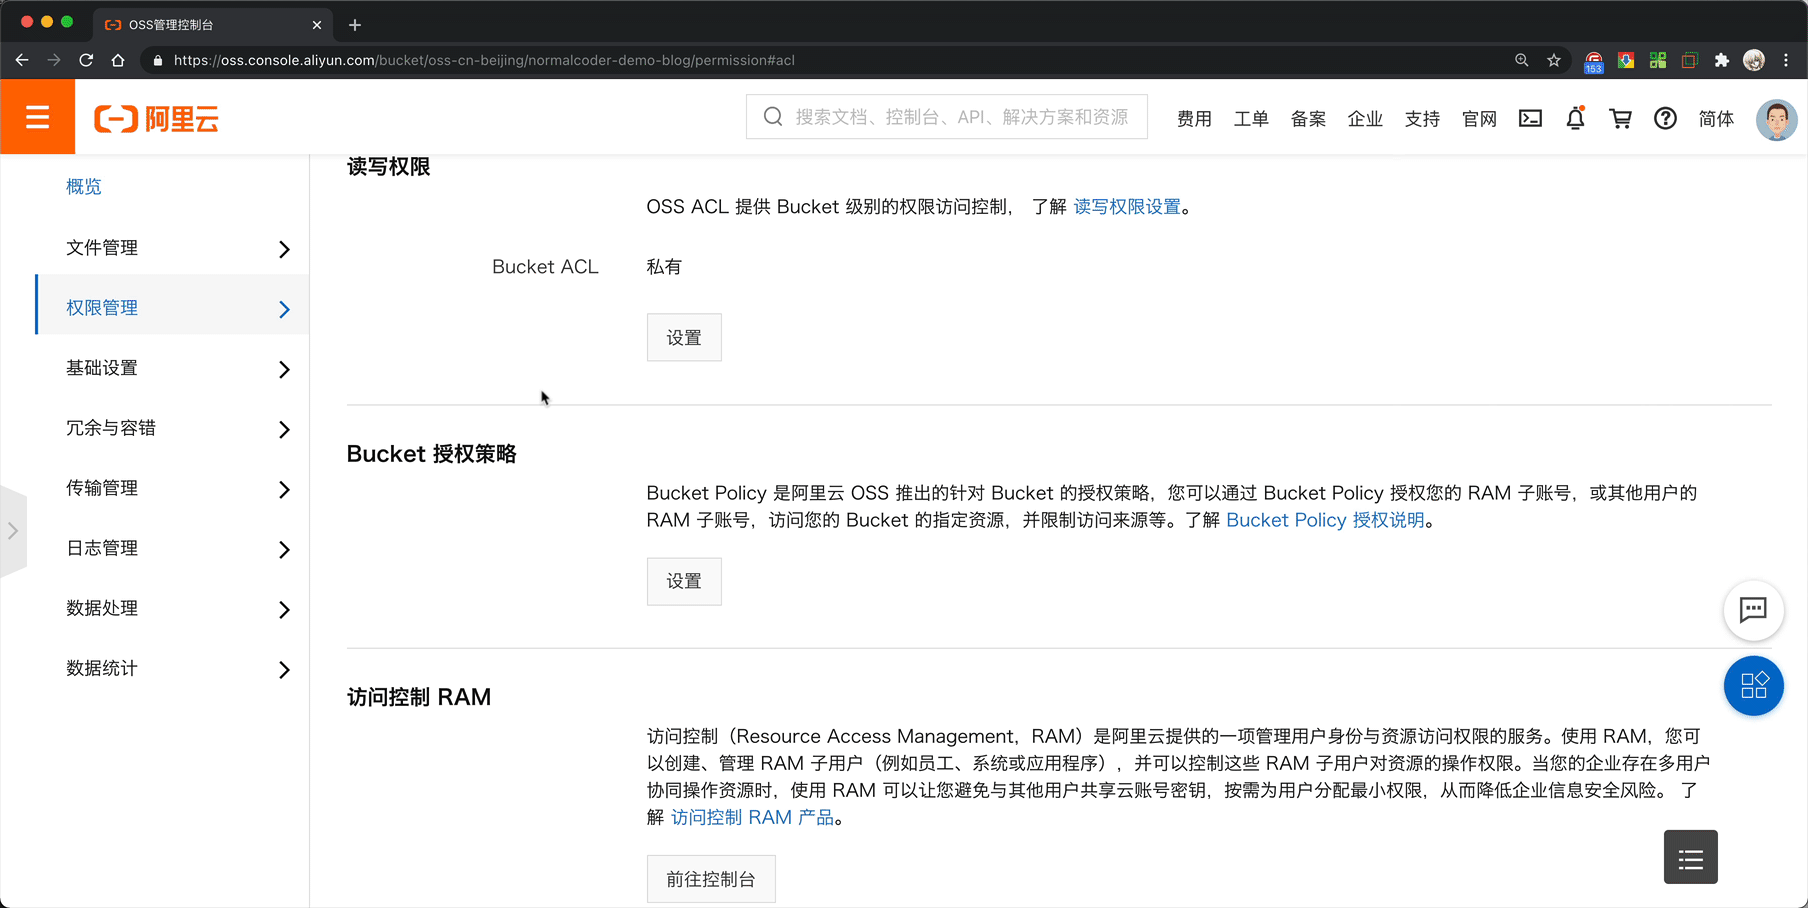 OSS管理控制台
https://oss.console.aliyun.com/bucket/oss-cn-beijing/normalcoder-demo-blog/permission#acl
153
阿里云
搜索文档、控制台、API、解决方案和资源
费用
工单
备案
企业
支持
官网
简体
概览
文件管理
权限管理
基础设置
冗余与容错
传输管理
日志管理
数据处理
数据统计
读写权限
OSS ACL 提供 Bucket 级别的权限访问控制， 了解 读写权限设置。
Bucket ACL
私有
设置
Bucket 授权策略
Bucket Policy 是阿里云 OSS 推出的针对 Bucket 的授权策略，您可以通过 Bucket Policy 授权您的 RAM 子账号，或其他用户的
RAM 子账号，访问您的 Bucket 的指定资源，并限制访问来源等。了解 Bucket Policy 授权说明。
设置
访问控制 RAM
访问控制（Resource Access Management，RAM）是阿里云提供的一项管理用户身份与资源访问权限的服务。使用 RAM，您可
以创建、管理 RAM 子用户（例如员工、系统或应用程序），并可以控制这些 RAM 子用户对资源的操作权限。当您的企业存在多用户
协同操作资源时，使用 RAM 可以让您避免与其他用户共享云账号密钥，按需为用户分配最小权限，从而降低企业信息安全风险。 了
解 访问控制 RAM 产品。
前往控制台